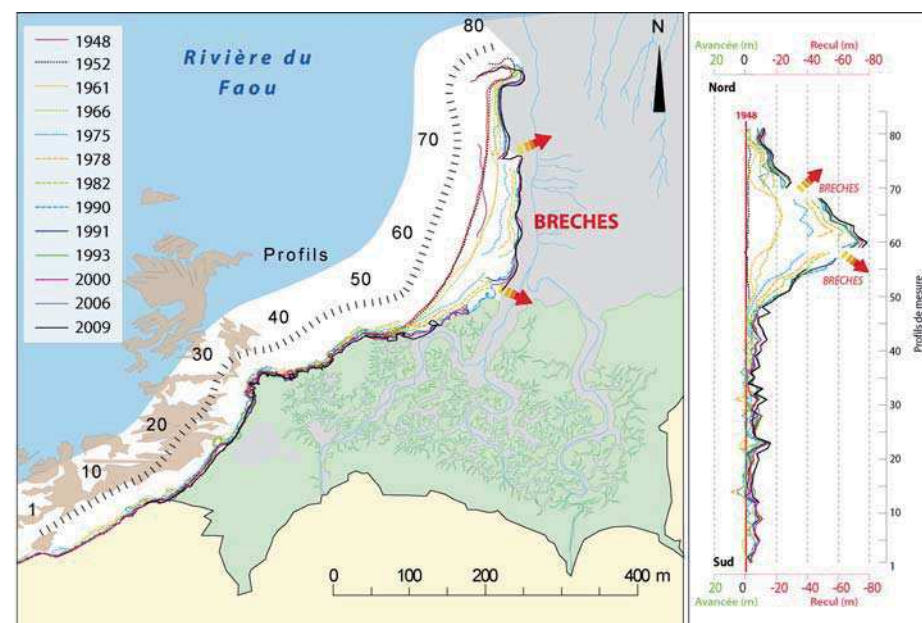 1948
1952
1961
1966
1975
1978
1982
1990
1991
1993
2000
2006
2009
Rivière du
Faou
80
N
70
BRECHES
60
Profils
50
40
30
20
10
1
0 100 200 400 m
Avancée (m) Recul (m)
20 0 -20 -40 -60 -80
Nord
1948
80
BRECHES
70
60
BRÈCHES
50
Profils de mesure
40
30
20
10
Sud
1
20 0 -20 -40 -60 -80
Avancée (m) Recul (m)